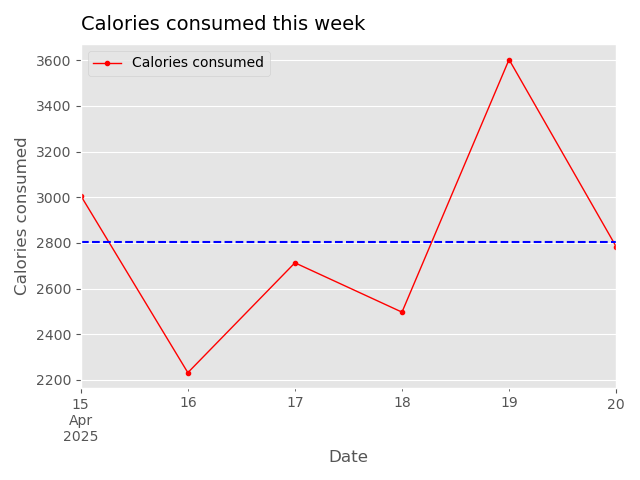 Calories consumed this week
Calories consumed
3600
3400
3200
3000
2800
2600
2400
2200
Calories consumed
15 16 17 18 19 20
Apr
2025
Date